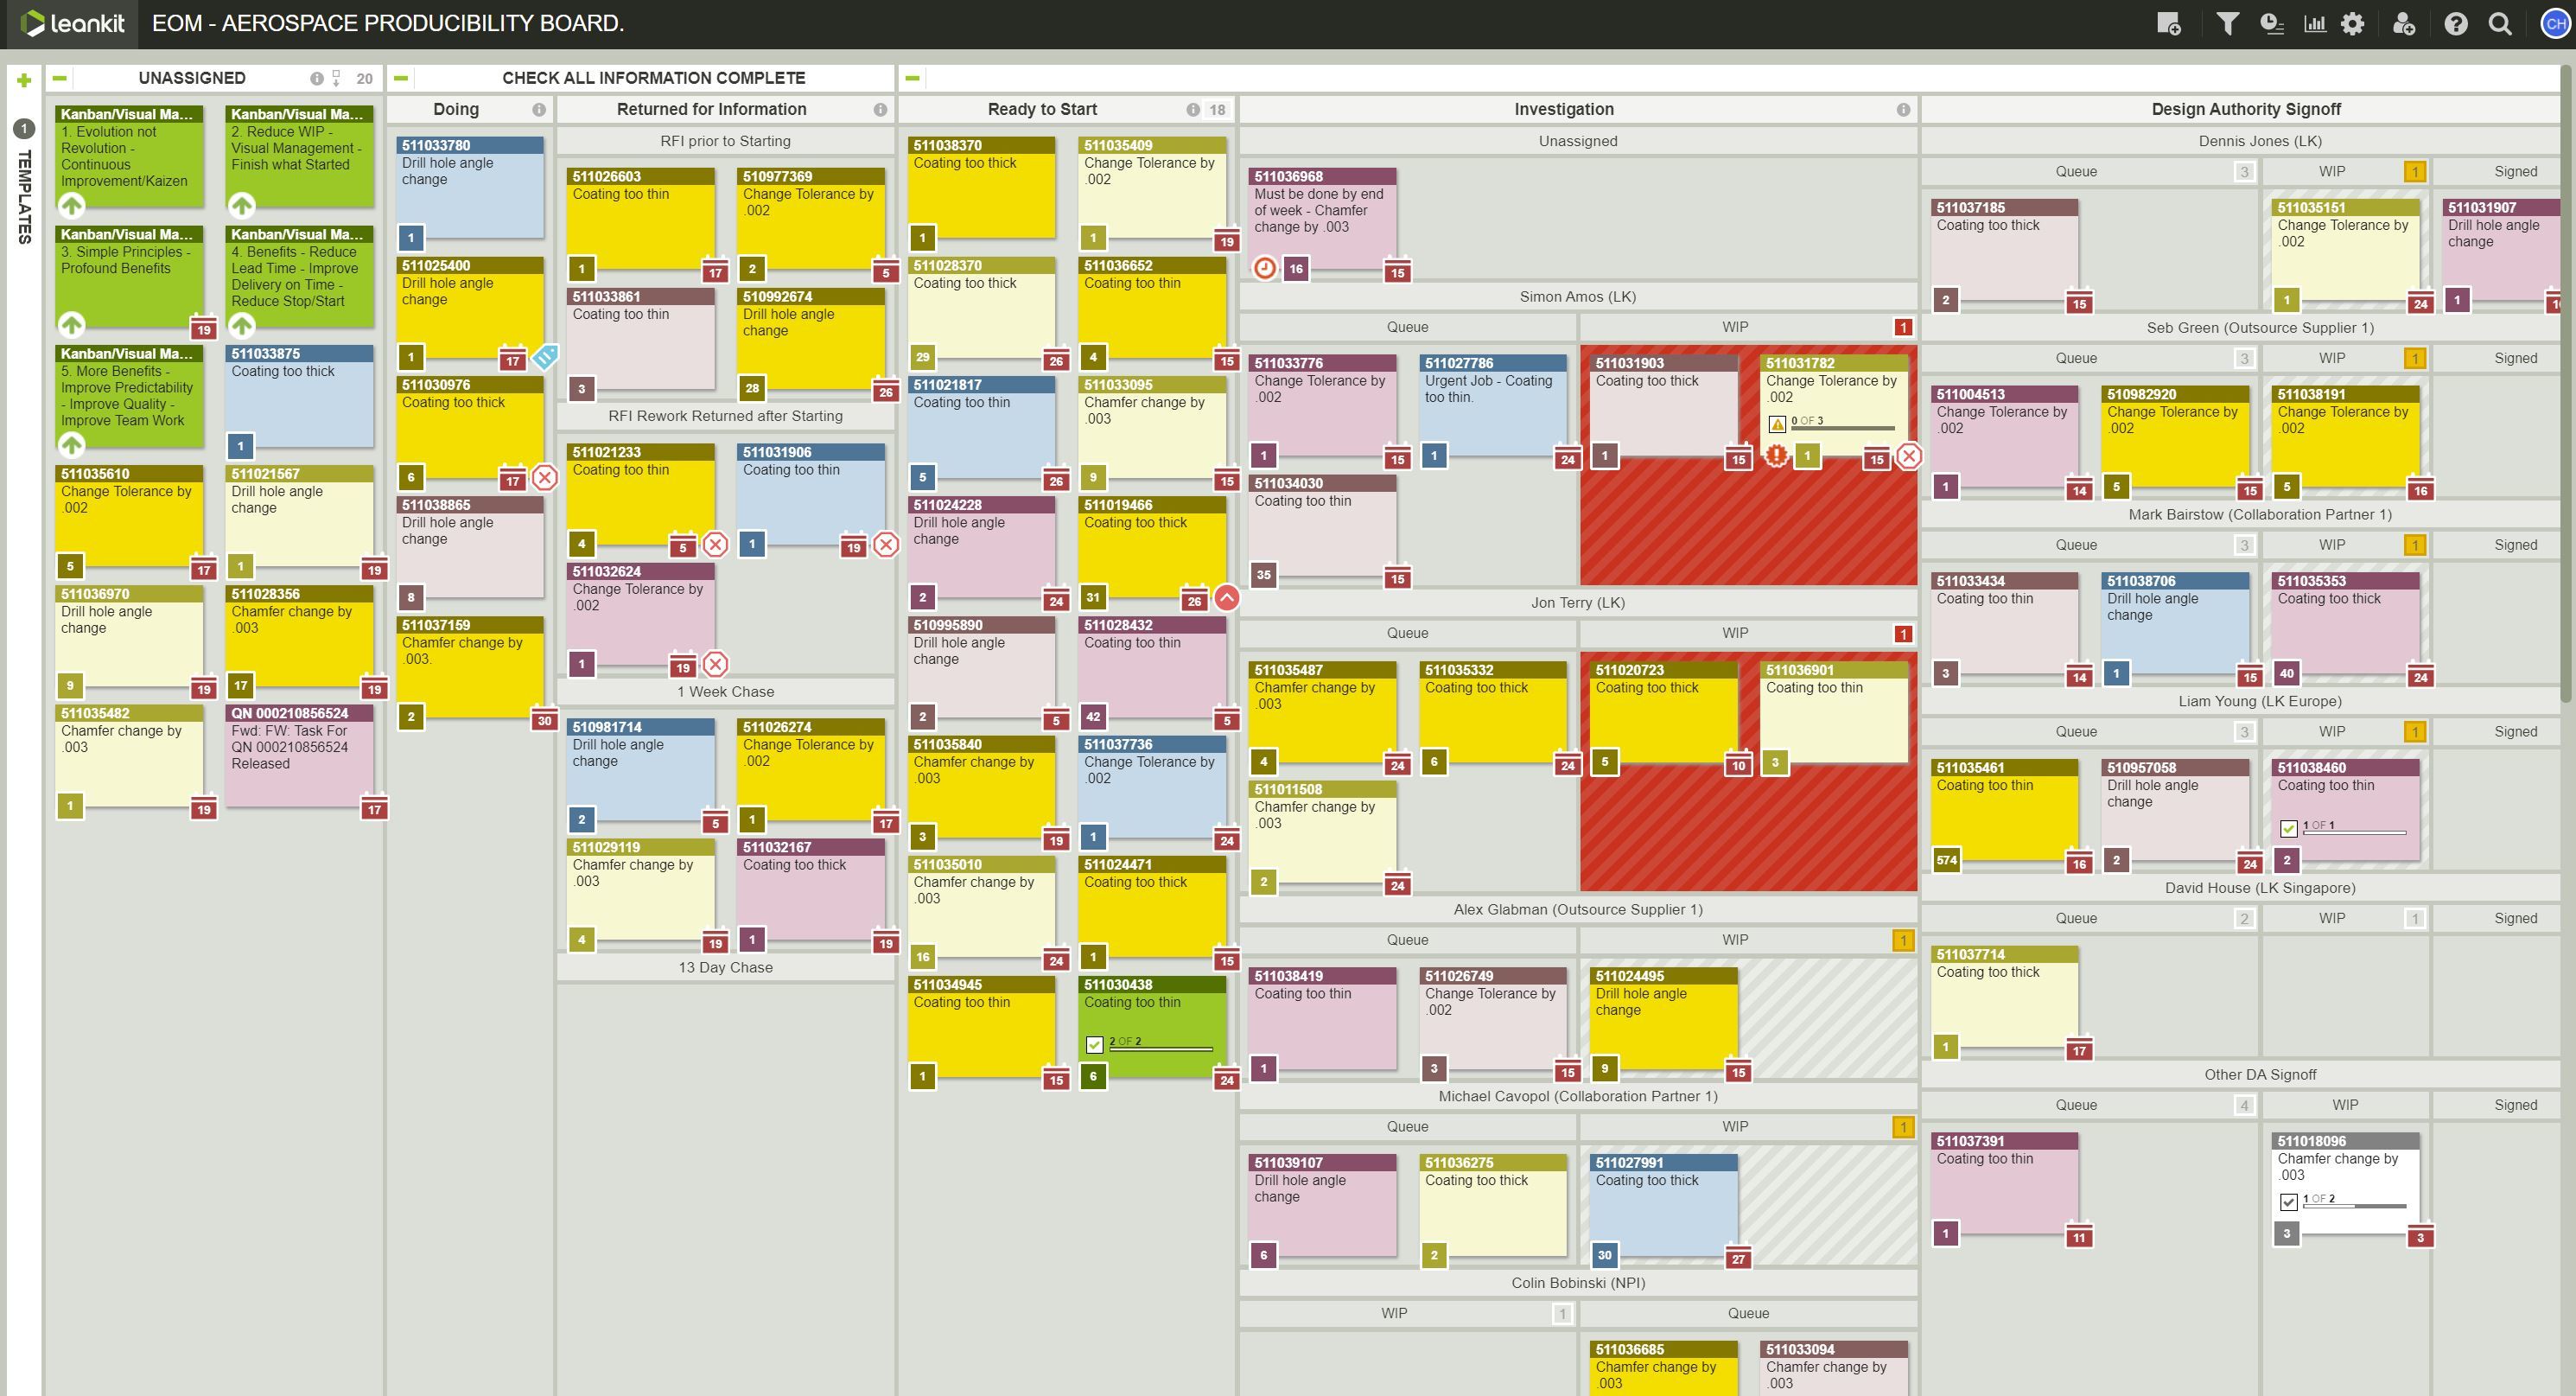 leankit
EOM - AEROSPACE PRODUCIBILITY BOARD.
CH
1
TEMPLATES
UNASSIGNED
20
Kanban/Visual Ma...
1. Evolution not
Revolution -
Continuous
Improvement/Kaizen
Kanban/Visual Ma...
2. Reduce WIP -
Visual Management -
Finish what Started
Kanban/Visual Ma...
3. Simple Principles -
Profound Benefits
19
Kanban/Visual Ma...
4. Benefits - Reduce
Lead Time - Improve
Delivery on Time -
Reduce Stop/Start
Kanban/Visual Ma...
5. More Benefits -
Improve Predictability
- Improve Quality -
Improve Team Work
511033875
Coating too thick
1
511035610
Change Tolerance by
.002
5
17
511021567
Drill hole angle
change
1
19
511036970
Drill hole angle
change
9
19
511028356
Chamfer change by
.003
17
19
511035482
Chamfer change by
.003
1
19
QN 000210856524
Fwd: FW: Task For
QN 000210856524
Released
17
CHECK ALL INFORMATION COMPLETE
Doing
511033780
Drill hole angle
change
1
511025400
Drill hole angle
change
1
17
511030976
Coating too thick
6
17
511038865
Drill hole angle
change
8
511037159
Chamfer change by
.003.
2
30
Returned for Information
RFI prior to Starting
511026603
Coating too thin
1
17
510977369
Change Tolerance by
.002
2
5
511033861
Coating too thin
3
510992674
Drill hole angle
change
28
26
RFI Rework Returned after Starting
511021233
Coating too thin
4
5
511031906
Coating too thin
1
19
511032624
Change Tolerance by
.002
1
19
1 Week Chase
510981714
Drill hole angle
change
2
5
511026274
Change Tolerance by
.002
1
17
511029119
Chamfer change by
.003
4
19
511032167
Coating too thick
1
19
13 Day Chase
Ready to Start
18
511038370
Coating too thick
1
511035409
Change Tolerance by
.002
1
19
511028370
Coating too thick
29
26
511036652
Coating too thin
4
15
511021817
Coating too thin
5
26
511033095
Chamfer change by
.003
9
15
511024228
Drill hole angle
change
2
24
511019466
Coating too thick
31
26
510995890
Drill hole angle
change
2
5
511028432
Coating too thin
42
5
511035840
Chamfer change by
.003
3
19
511037736
Change Tolerance by
.002
1
24
511035010
Chamfer change by
.003
16
24
511024471
Coating too thick
1
15
511034945
Coating too thin
1
15
511030438
Coating too thin
2 OF 2
6
24
Investigation
Unassigned
511036968
Must be done by end
of week - Chamfer
change by .003
16
15
Simon Amos (LK)
Queue
WIP
1
511033776
Change Tolerance by
.002
1
15
511027786
Urgent Job - Coating
too thin.
1
24
511031903
Coating too thick
1
15
511031782
Change Tolerance by
.002
0 OF 3
1
15
511034030
Coating too thin
35
15
Jon Terry (LK)
Queue
WIP
1
511035487
Chamfer change by
.003
4
24
511035332
Coating too thick
6
24
511020723
Coating too thick
5
10
511036901
Coating too thin
3
511011508
Chamfer change by
.003
2
24
Alex Glabman (Outsource Supplier 1)
Queue
WIP
1
511038419
Coating too thin
1
511026749
Change Tolerance by
.002
3
15
511024495
Drill hole angle
change
9
15
Michael Cavopol (Collaboration Partner 1)
Queue
WIP
1
511039107
Drill hole angle
change
6
511036275
Coating too thick
2
511027991
Coating too thick
30
27
Colin Bobinski (NPI)
WIP
1
Queue
511036685
Chamfer change by
.003
511033094
Chamfer change by
.003
Design Authority Signoff
Dennis Jones (LK)
Queue
3
WIP
1
Signed
511037185
Coating too thick
2
15
511035151
Change Tolerance by
.002
1
24
511031907
Drill hole angle
change
1
Seb Green (Outsource Supplier 1)
Queue
3
WIP
1
Signed
511004513
Change Tolerance by
.002
1
14
510982920
Change Tolerance by
.002
5
15
511038191
Change Tolerance by
.002
5
16
Mark Bairstow (Collaboration Partner 1)
Queue
3
WIP
1
Signed
511033434
Coating too thin
3
14
511038706
Drill hole angle
change
1
15
511035353
Coating too thick
40
24
Liam Young (LK Europe)
Queue
3
WIP
1
Signed
511035461
Coating too thin
574
16
510957058
Drill hole angle
change
2
24
511038460
Coating too thin
1 OF 1
2
David House (LK Singapore)
Queue
2
WIP
1
Signed
511037714
Coating too thick
1
17
Other DA Signoff
Queue
4
WIP
Signed
511037391
Coating too thin
1
11
511018096
Chamfer change by
.003
1 OF 2
3
3